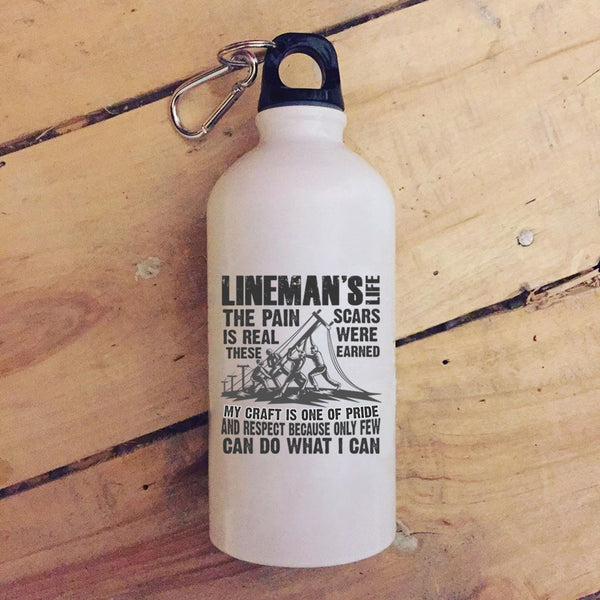 LINEMAN'S LIFE
THE PAIN SCARS
IS REAL WERE
THESE EARNED
MY CRAFT IS ONE OF PRIDE
AND RESPECT BECAUSE ONLY FEW
CAN DO WHAT I CAN